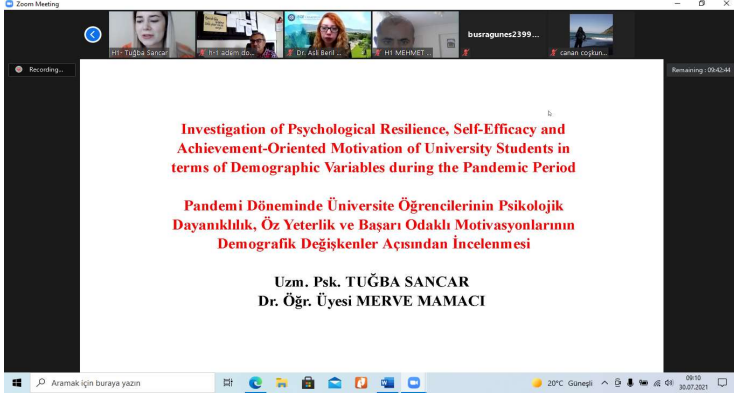 Zoom Meeting
H1- Tuğba Sancar
h-1 adem do...
Dr. Asli Beril ...
H1 MEHMET ...
busragunes2399...
canan coşkun...
Recording...
Remaining : 09:42:44
Investigation of Psychological Resilience, Self-Efficacy and
Achievement-Oriented Motivation of University Students in
terms of Demographic Variables during the Pandemic Period
Pandemi Döneminde Üniversite Öğrencilerinin Psikolojik
Dayanıklılık, Öz Yeterlik ve Başarı Odaklı Motivasyonlarının
Demografik Değişkenler Açısından İncelenmesi
Uzm. Psk. TUĞBA SANCAR
Dr. Öğr. Üyesi MERVE MAMACI
Aramak için buraya yazın
20°C Güneşli
09:10
30.07.2021